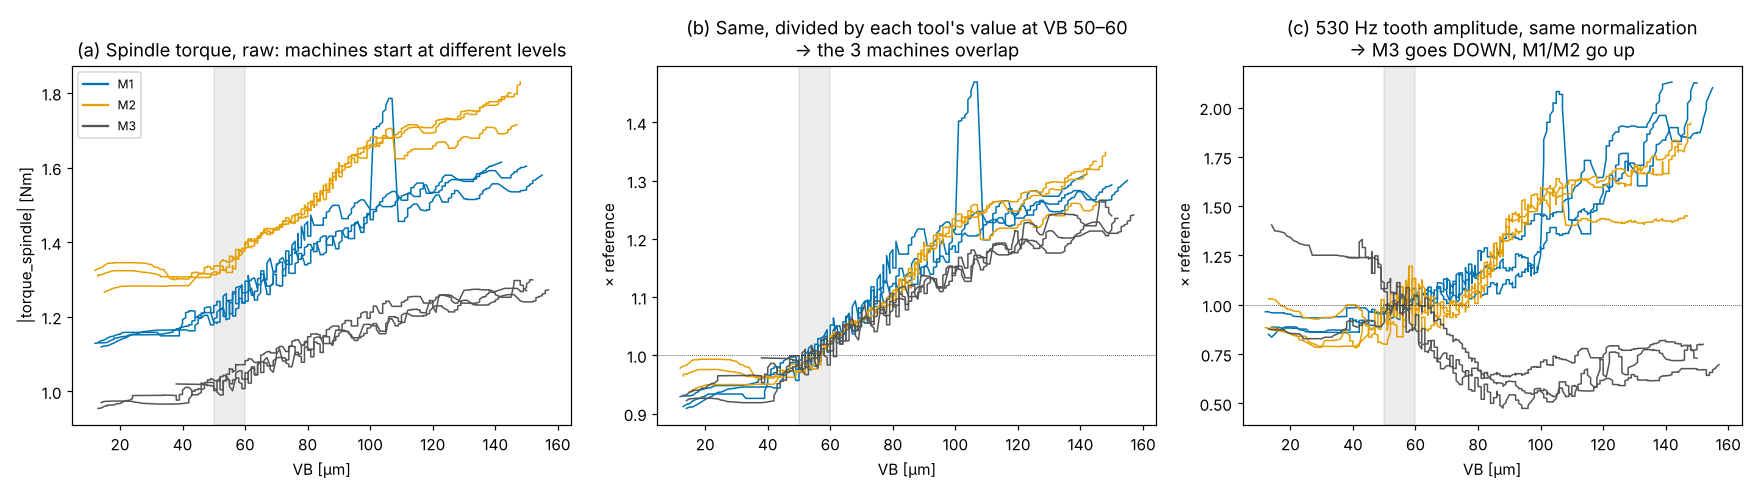 (a) Spindle torque, raw: machines start at different levels
M1
M2
M3
|torque_spindle| [Nm]
1.8
1.6
1.4
1.2
1.0
20 40 60 80 100 120 140 160
VB [µm]
(b) Same, divided by each tool's value at VB 50–60
→ the 3 machines overlap
× reference
1.4
1.3
1.2
1.1
1.0
0.9
20 40 60 80 100 120 140 160
VB [µm]
(c) 530 Hz tooth amplitude, same normalization
→ M3 goes DOWN, M1/M2 go up
× reference
2.00
1.75
1.50
1.25
1.00
0.75
0.50
20 40 60 80 100 120 140 160
VB [µm]